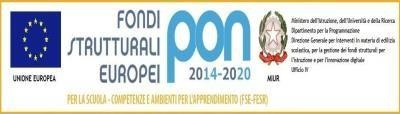 FONDI
STRUTTURALI
EUROPEI
pon
2014-2020
UNIONE EUROPEA
MIUR
Ministero dell'Istruzione, dell'Università e della Ricerca
Dipartimento per la Programmazione
Direzione Generale per interventi in materia di edilizia
scolastica, per la gestione dei fondi strutturali per
l'istruzione e per l'innovazione digitale
Ufficio IV
PER LA SCUOLA - COMPETENZE E AMBIENTI PER L'APPRENDIMENTO (FSE-FESR)